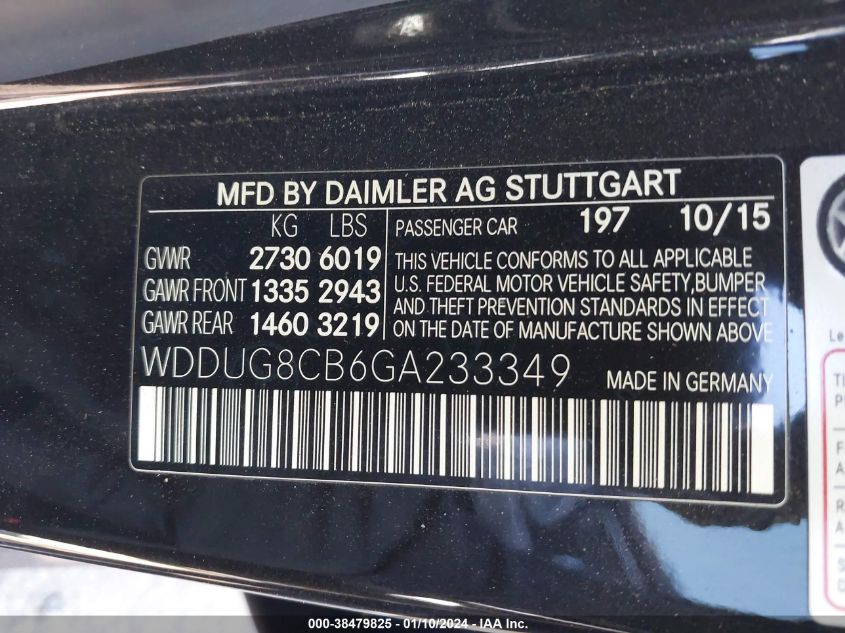 MFD BY DAIMLER AG STUTTGART
KG LBS
PASSENGER CAR 197 10/15
GVWR 2730 6019
GAWR FRONT 1335 2943
GAWR REAR 1460 3219
THIS VEHICLE CONFORMS TO ALL APPLICABLE
U.S. FEDERAL MOTOR VEHICLE SAFETY,BUMPER
AND THEFT PREVENTION STANDARDS IN EFFECT
ON THE DATE OF MANUFACTURE SHOWN ABOVE
WDDUG8CB6GA233349 MADE IN GERMANY
000-38479825 - 01/10/2024 - IAA Inc.